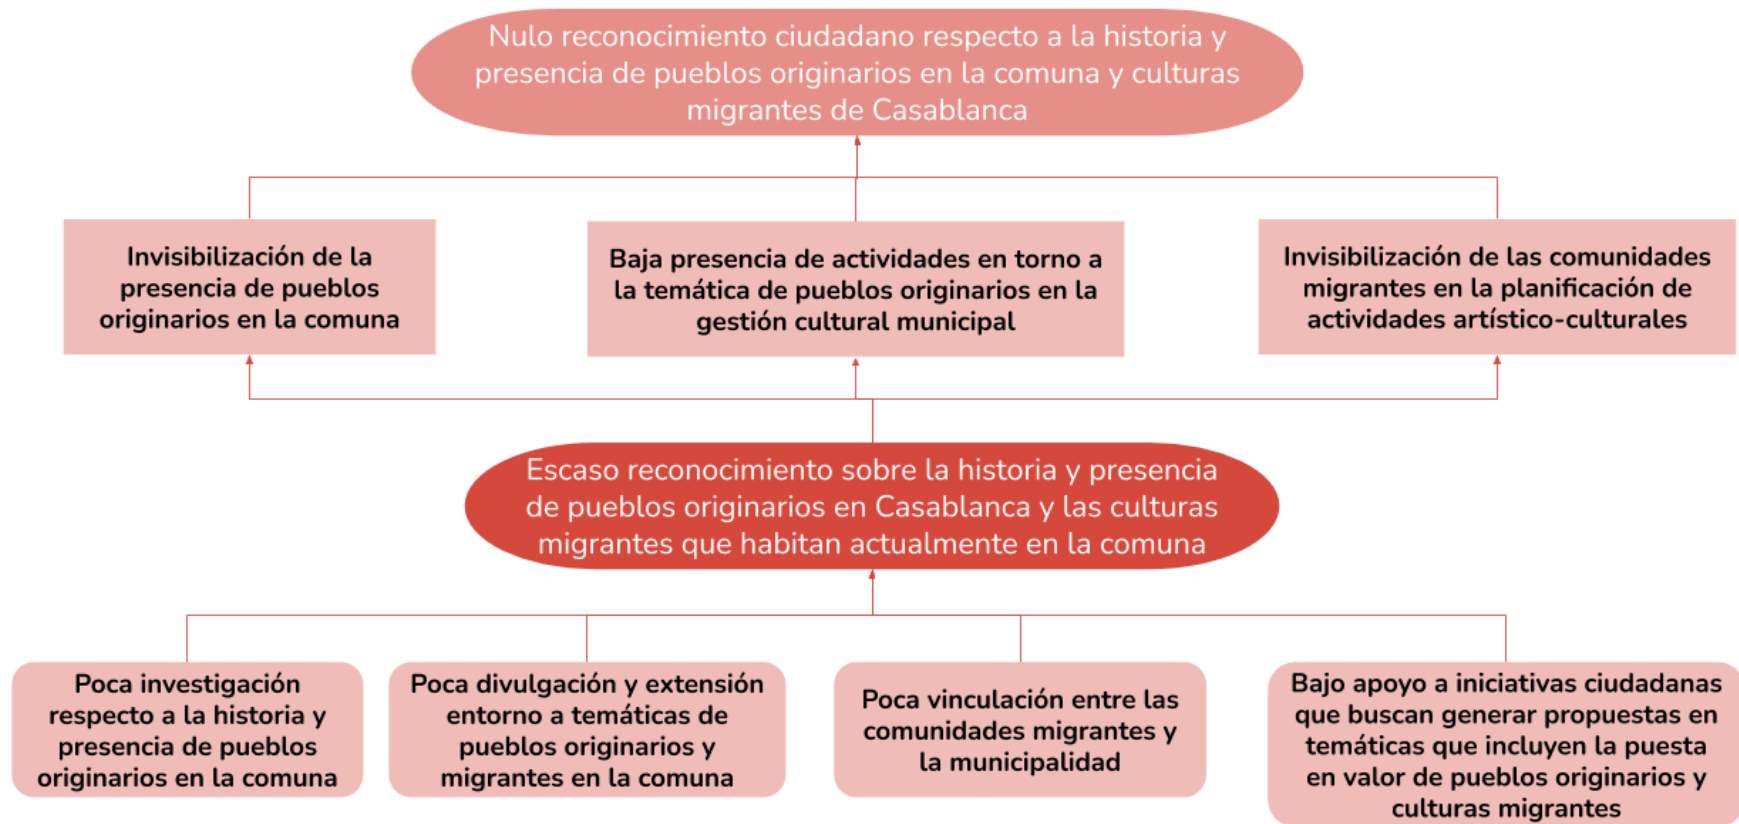 Nulo reconocimiento ciudadano respecto a la historia y
presencia de pueblos originarios en la comuna y culturas
migrantes de Casablanca
Invisibilización de la
presencia de pueblos
originarios en la comuna
Baja presencia de actividades en torno a
la temática de pueblos originarios en la
gestión cultural municipal
Invisibilización de las comunidades
migrantes en la planificación de
actividades artístico-culturales
Escaso reconocimiento sobre la historia y presencia
de pueblos originarios en Casablanca y las culturas
migrantes que habitan actualmente en la comuna
Poca investigación
respecto a la historia y
presencia de pueblos
originarios en la comuna
Poca divulgación y extensión
entorno a temáticas de
pueblos originarios y
migrantes en la comuna
Poca vinculación entre las
comunidades migrantes y
la municipalidad
Bajo apoyo a iniciativas ciudadanas
que buscan generar propuestas en
temáticas que incluyen la puesta
en valor de pueblos originarios y
culturas migrantes